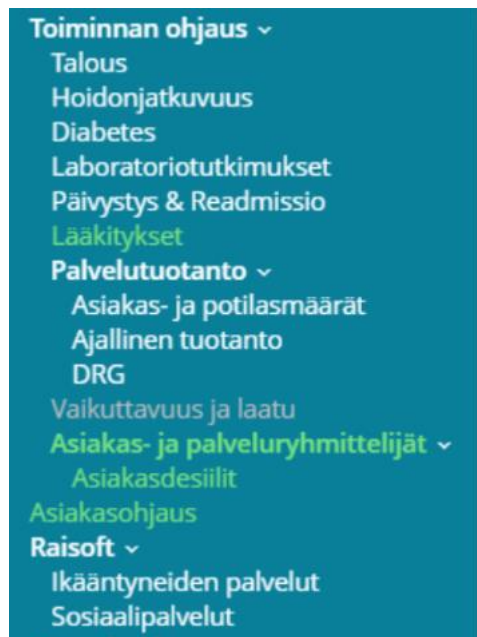 Toiminnan ohjaus
Talous
Hoidonjatkuvuus
Diabetes
Laboratoriotutkimukset
Päivystys & Readmissio
Lääkitykset
Palvelutuotanto
Asiakas- ja potilasmäärät
Ajallinen tuotanto
DRG
Vaikuttavuus ja laatu
Asiakas- ja palveluryhmittelijät
Asiakasdesiilit
Asiakasohjaus
Raisoft
Ikääntyneiden palvelut
Sosiaalipalvelut